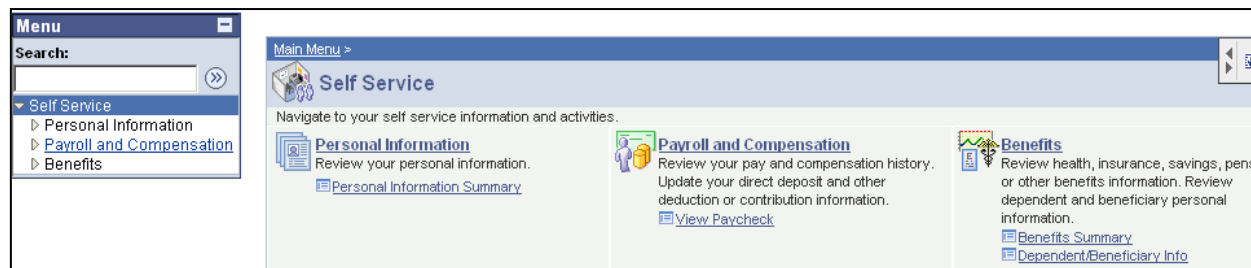 Menu
Search:
Self Service
Personal Information
Payroll and Compensation
Benefits
Main Menu >
Self Service
Navigate to your self service information and activities.
Personal Information
Review your personal information.
Personal Information Summary
Payroll and Compensation
Review your pay and compensation history.
Update your direct deposit and other
deduction or contribution information.
View Paycheck
Benefits
Review health, insurance, savings, pens
or other benefits information. Review
dependent and beneficiary personal
information.
Benefits Summary
Dependent/Beneficiary Info